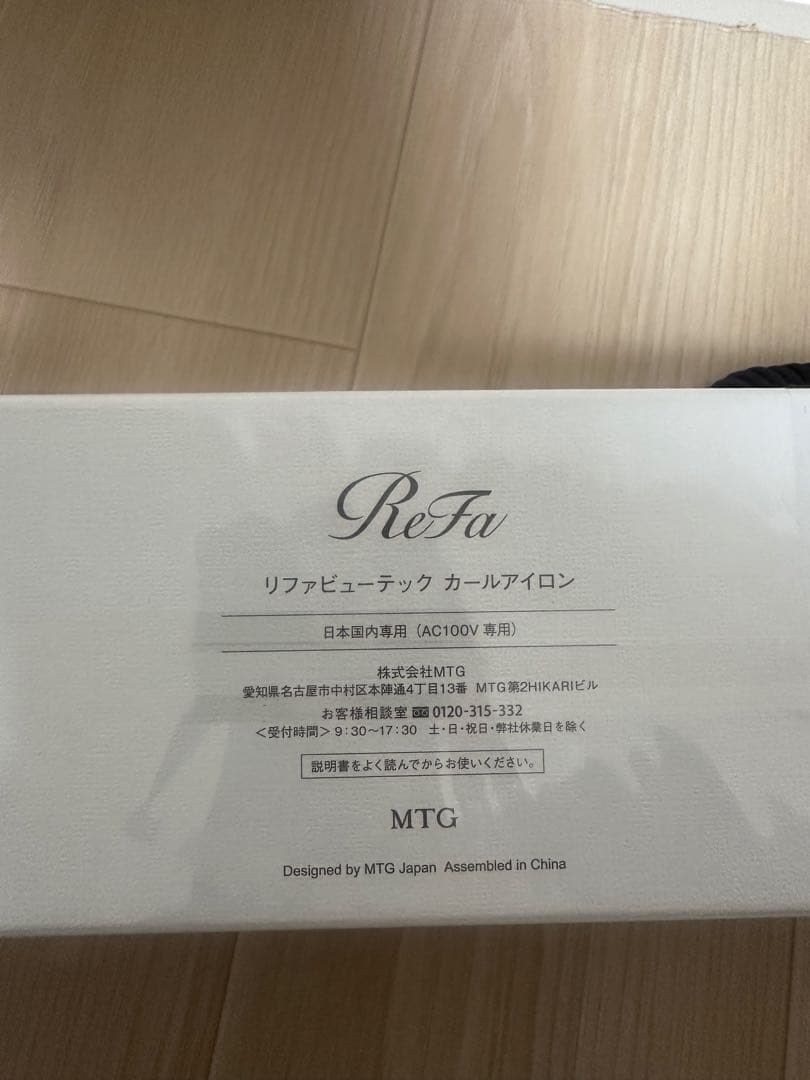 ReFa
リファビューテック カールアイロン
日本国内専用（AC100V 専用）
株式会社MTG
愛知県名古屋市中村区本陣通4丁目13番 MTG第2HIKARIビル
お客様相談室 0120-315-332
＜受付時間＞9:30〜17:30 土・日・祝日・弊社休業日を除く
説明書をよく読んでからお使いください。
MTG
Designed by MTG Japan Assembled in China